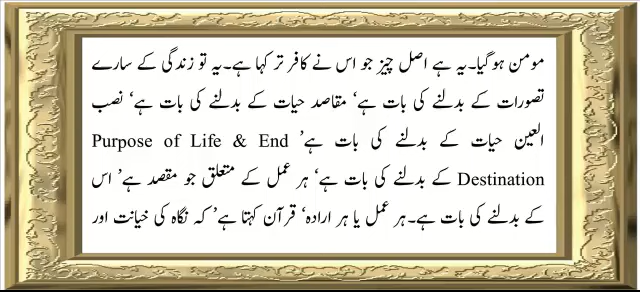 مومن ہوگیا۔یہ ہے اصل چیز جو اس نے کافر تر کہا ہے۔یہ تو زندگی کے سارے
تصورات کے بدلنے کی بات ہے‘ مقاصد حیات کے بدلنے کی بات ہے‘ نصب
العین حیات کے بدلنے کی بات ہے’ Purpose of Life & End
Destination کے بدلنے کی بات ہے‘ ہر عمل کے متعلق جو مقصد ہے’ اس
کے بدلنے کی بات ہے۔ہر عمل یا ہر ارادہ‘ قرآن کہتا ہے’ کہ نگاہ کی خیانت اور